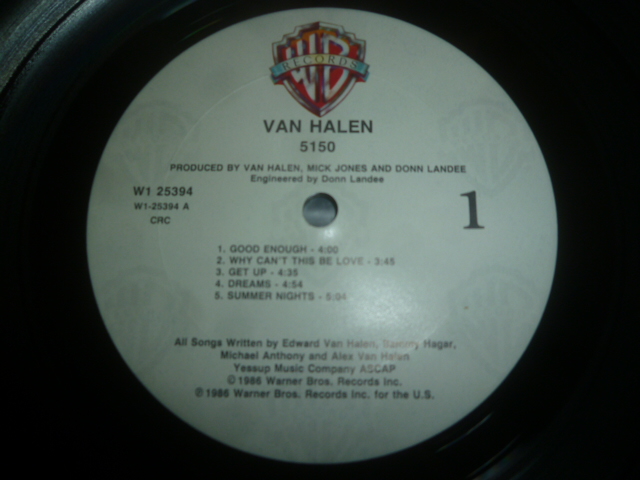 WB
RECORDS
VAN HALEN
5150
PRODUCED BY VAN HALEN, MICK JONES AND DONN LANDEE
Engineered by Donn Landee
W1 25394
W1-25394 A
CRC
1
1. GOOD ENOUGH - 4:00
2. WHY CAN'T THIS BE LOVE - 3:45
3. GET UP - 4:35
4. DREAMS - 4:54
5. SUMMER NIGHTS - 5:04
All Songs Written by Edward Van Halen, Sammy Hagar,
Michael Anthony and Alex Van Halen
Yessup Music Company ASCAP
© 1986 Warner Bros. Records Inc.
℗ 1986 Warner Bros. Records Inc. for the U.S.